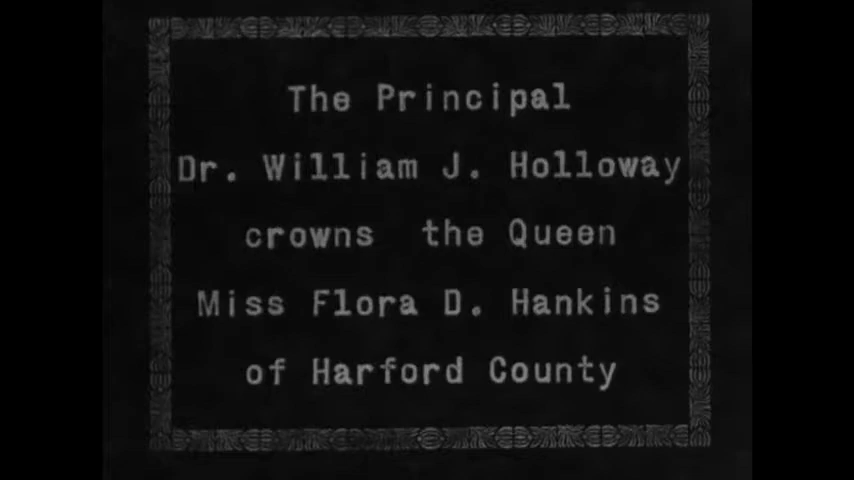 The Principal
Dr. William J. Holloway
crowns the Queen
Miss Flora D. Hankins
of Harford County